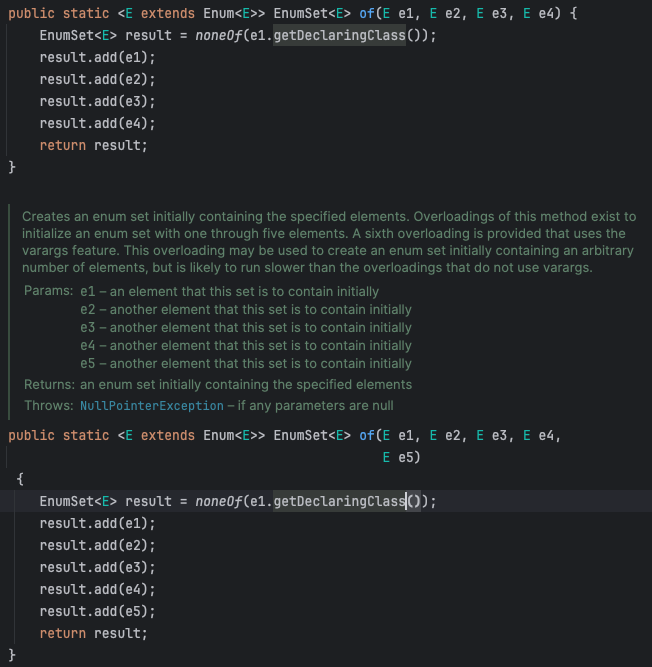 public static <E extends Enum<E>> EnumSet<E> of(E e1, E e2, E e3, E e4) {
EnumSet<E> result = noneOf(e1.getDeclaringClass());
result.add(e1);
result.add(e2);
result.add(e3);
result.add(e4);
return result;
}
Creates an enum set initially containing the specified elements. Overloadings of this method exist to
initialize an enum set with one through five elements. A sixth overloading is provided that uses the
varargs feature. This overloading may be used to create an enum set initially containing an arbitrary
number of elements, but is likely to run slower than the overloadings that do not use varargs.
Params: e1 – an element that this set is to contain initially
e2 – another element that this set is to contain initially
e3 – another element that this set is to contain initially
e4 – another element that this set is to contain initially
e5 – another element that this set is to contain initially
Returns: an enum set initially containing the specified elements
Throws: NullPointerException – if any parameters are null
public static <E extends Enum<E>> EnumSet<E> of(E e1, E e2, E e3, E e4,
E e5)
{
EnumSet<E> result = noneOf(e1.getDeclaringClass());
result.add(e1);
result.add(e2);
result.add(e3);
result.add(e4);
result.add(e5);
return result;
}